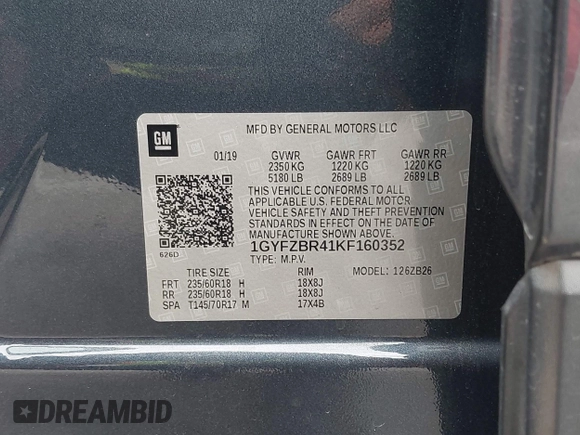 GM
MFD BY GENERAL MOTORS LLC
01/19 GVWR GAWR FRT GAWR RR
2350 KG 1220 KG 1220 KG
5180 LB 2689 LB 2689 LB
THIS VEHICLE CONFORMS TO ALL
APPLICABLE U.S. FEDERAL MOTOR
VEHICLE SAFETY AND THEFT PREVENTION
STANDARDS IN EFFECT ON THE DATE OF
MANUFACTURE SHOWN ABOVE.
1GYFZBR41KF160352
626D TYPE: M.P.V.
TIRE SIZE RIM MODEL: 126ZB26
FRT 235/60R18 H 18X8J
RR 235/60R18 H 18X8J
SPA T145/70R17 M 17X4B
DREAMBID